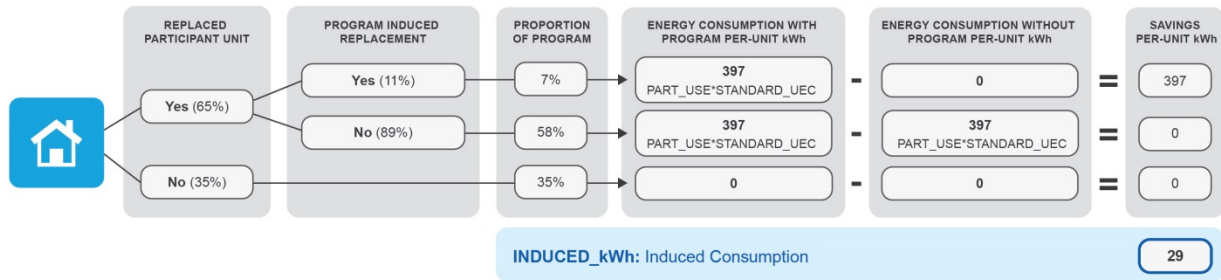 REPLACED
PARTICIPANT UNIT
PROGRAM INDUCED
REPLACEMENT
PROPORTION
OF PROGRAM
ENERGY CONSUMPTION WITH
PROGRAM PER-UNIT kWh
ENERGY CONSUMPTION WITHOUT
PROGRAM PER-UNIT kWh
SAVINGS
PER-UNIT kWh
Yes (65%)
Yes (11%)
7%
397
PART_USE*STANDARD_UEC
-
0
=
397
No (89%)
58%
397
PART_USE*STANDARD_UEC
-
397
PART_USE*STANDARD_UEC
=
0
No (35%)
35%
0
-
0
=
0
INDUCED_kWh: Induced Consumption
29